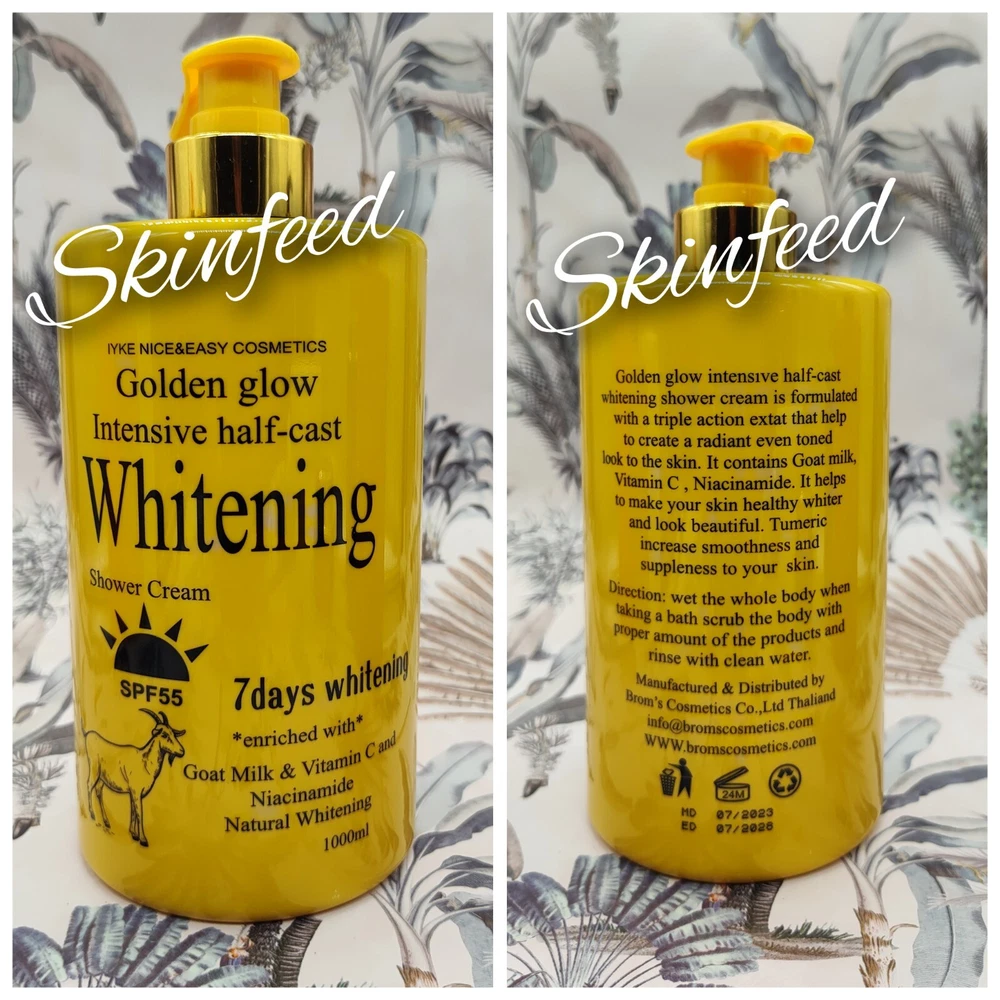 Skinfeed
IYKE NICE&EASY COSMETICS
Golden glow
Intensive half-cast
Whitening
Shower Cream
SPF55
7days whitening
*enriched with*
Goat Milk & Vitamin C and
Niacinamide
Natural Whitening
1000ml
Skinfeed
Golden glow intensive half-cast
whitening shower cream is formulated
with a triple action extat that help
to create a radiant even toned
look to the skin. It contains Goat milk,
Vitamin C , Niacinamide. It helps
to make your skin healthy whiter
and look beautiful. Tumeric
increase smoothness and
suppleness to your skin.
Direction: wet the whole body when
taking a bath scrub the body with
proper amount of the products and
rinse with clean water.
Manufactured & Distributed by
Brom's Cosmetics Co.,Ltd Thaliand
info@bromscosmetics.com
WWW.bromscosmetics.com
24M
MD 07/2023
ED 07/2028